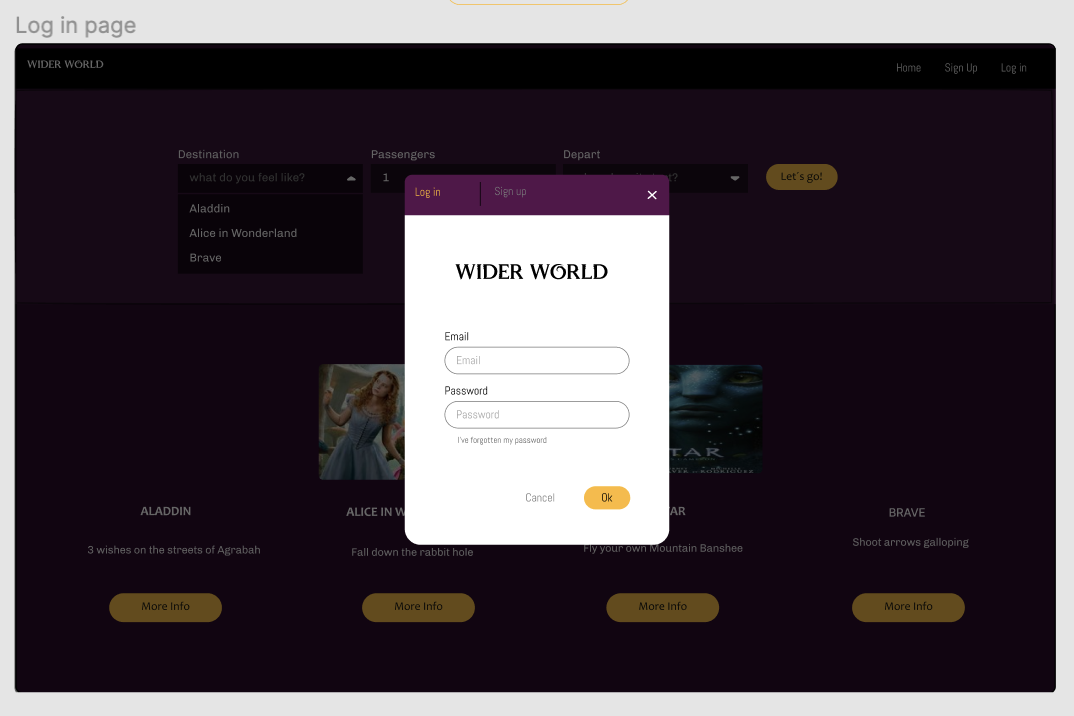 Log in page
WIDER WORLD
Home Sign Up Log in
Destination Passengers Depart
what do you feel like? 1 Let's go!
Aladdin
Alice in Wonderland
Brave
Log in Sign up
WIDER WORLD
Email
Email
Password
Password
I've forgotten my password
Cancel Ok
TAR
ALADDIN ALICE IN W AR BRAVE
3 wishes on the streets of Agrabah Fall down the rabbit hole Fly your own Mountain Banshee Shoot arrows galloping
More Info More Info More Info More Info